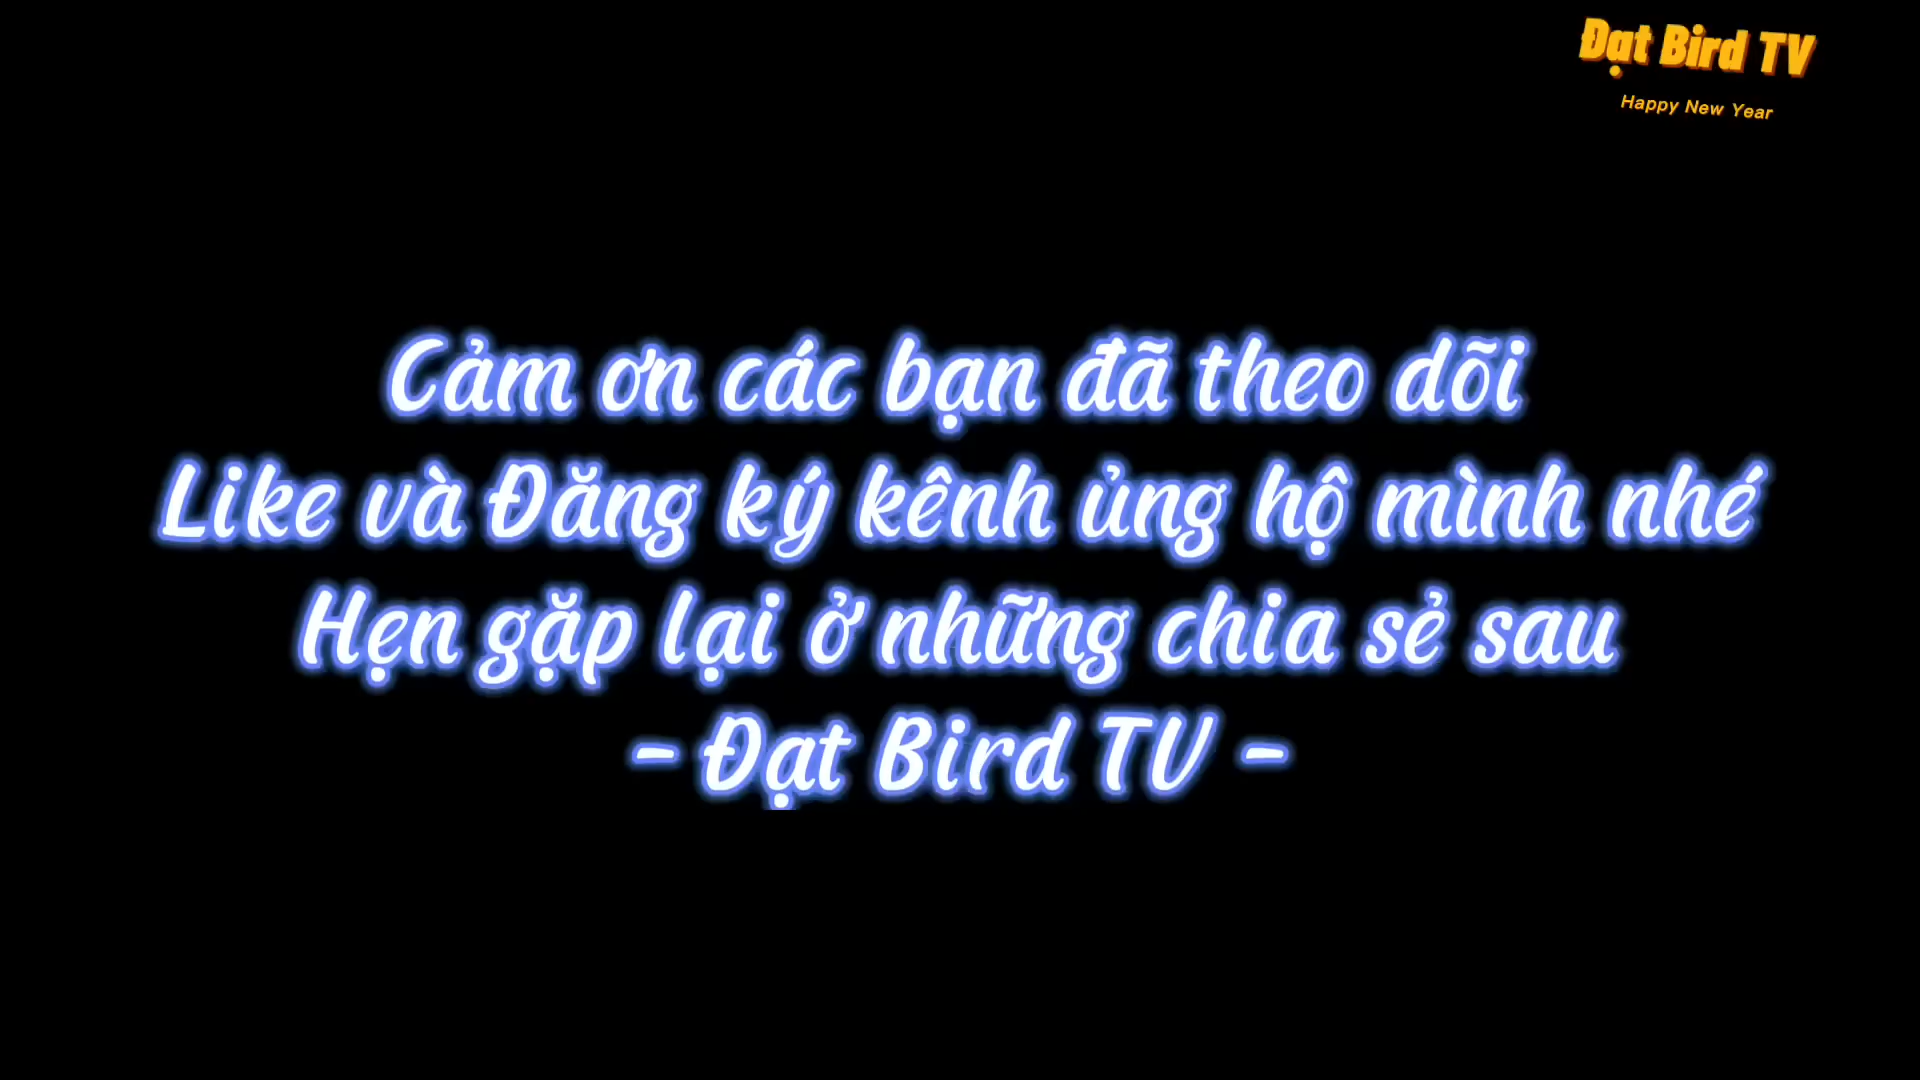 Đạt Bird TV
Happy New Year
Cảm ơn các bạn đã theo dõi
Like và Đăng ký kênh ủng hộ mình nhé
Hẹn gặp lại ở những chia sẻ sau
- Đạt Bird TV -